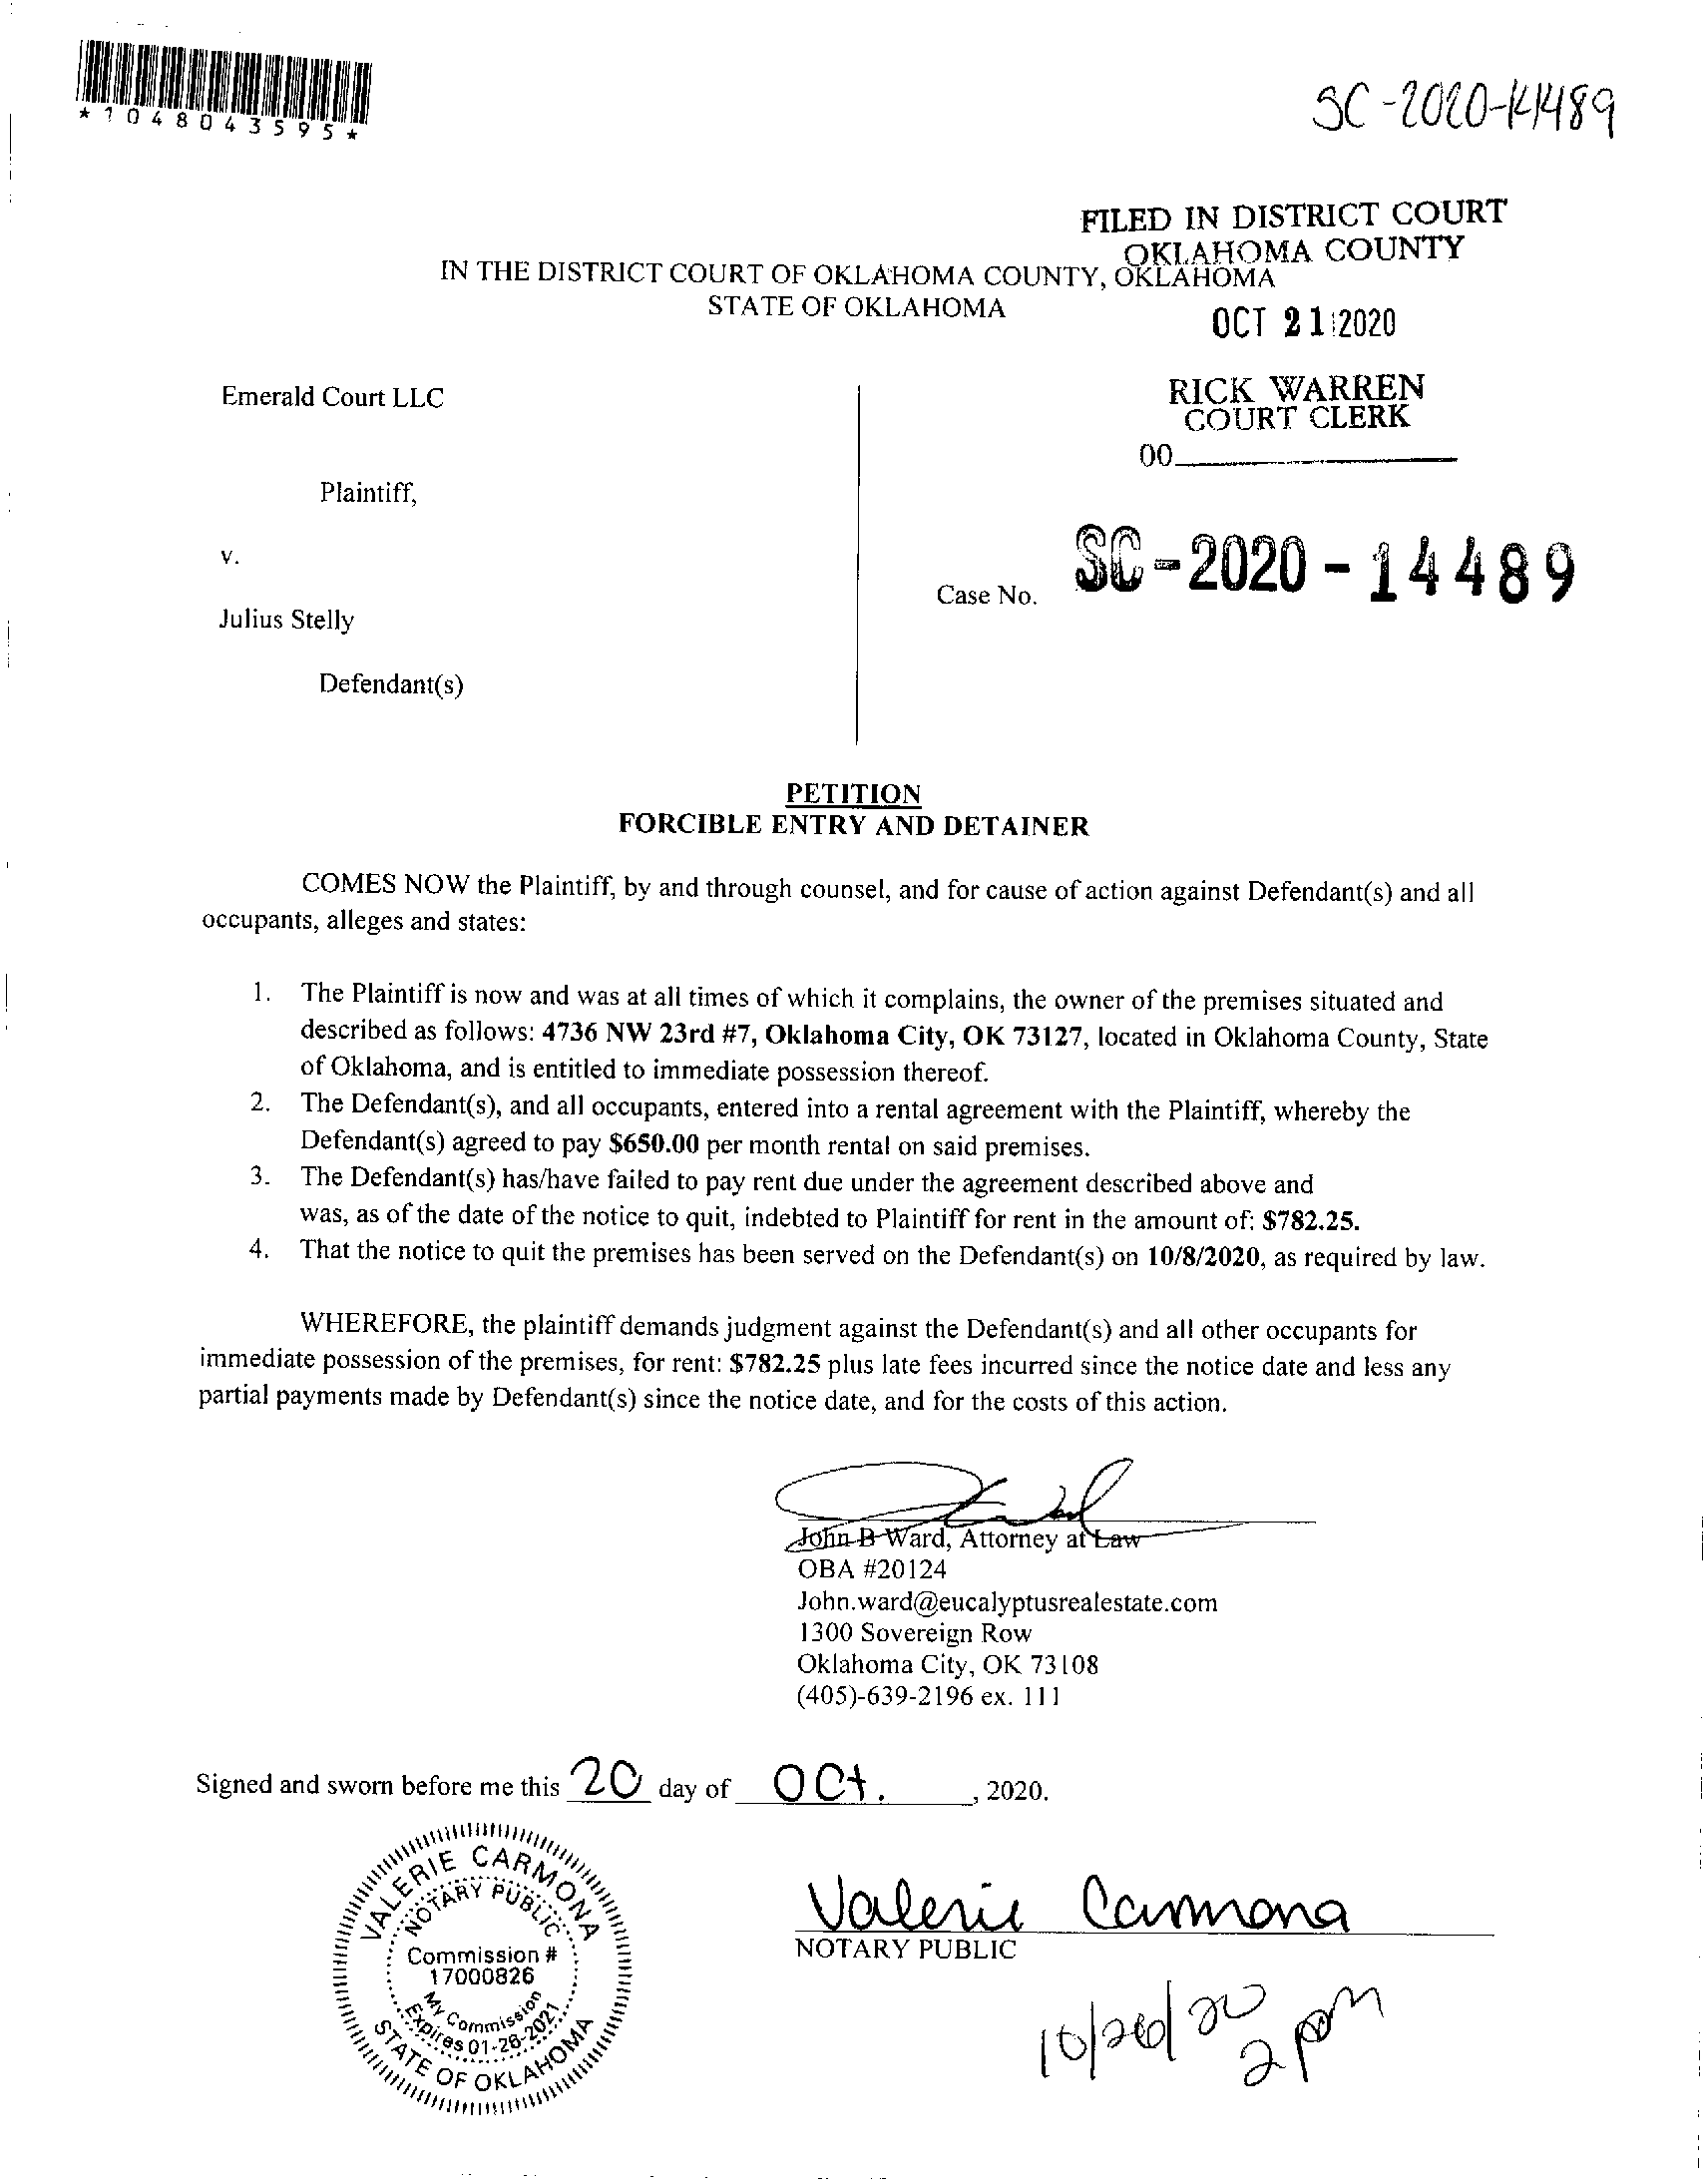 *1048043595*
SC-2020-14489
FILED IN DISTRICT COURT
OKLAHOMA COUNTY
IN THE DISTRICT COURT OF OKLAHOMA COUNTY, OKLAHOMA
STATE OF OKLAHOMA
OCT 21 2020
Emerald Court LLC
RICK WARREN
COURT CLERK
00
Plaintiff,
v.
Case No. SC-2020-14489
Julius Stelly
Defendant(s)
PETITION
FORCIBLE ENTRY AND DETAINER
COMES NOW the Plaintiff, by and through counsel, and for cause of action against Defendant(s) and all
occupants, alleges and states:
1. The Plaintiff is now and was at all times of which it complains, the owner of the premises situated and
described as follows: 4736 NW 23rd #7, Oklahoma City, OK 73127, located in Oklahoma County, State
of Oklahoma, and is entitled to immediate possession thereof.
2. The Defendant(s), and all occupants, entered into a rental agreement with the Plaintiff, whereby the
Defendant(s) agreed to pay $650.00 per month rental on said premises.
3. The Defendant(s) has/have failed to pay rent due under the agreement described above and
was, as of the date of the notice to quit, indebted to Plaintiff for rent in the amount of: $782.25.
4. That the notice to quit the premises has been served on the Defendant(s) on 10/8/2020, as required by law.
WHEREFORE, the plaintiff demands judgment against the Defendant(s) and all other occupants for
immediate possession of the premises, for rent: $782.25 plus late fees incurred since the notice date and less any
partial payments made by Defendant(s) since the notice date, and for the costs of this action.
John B Ward, Attorney at Law
OBA #20124
John.ward@eucalyptusrealestate.com
1300 Sovereign Row
Oklahoma City, OK 73108
(405)-639-2196 ex. 111
Signed and sworn before me this 20 day of Oct. , 2020.
VALERIE CARMONA
NOTARY PUBLIC
Commission #
17000826
My Commission
Expires 01-26-2021
STATE OF OKLAHOMA
Valerie Carmona
NOTARY PUBLIC
2 pm